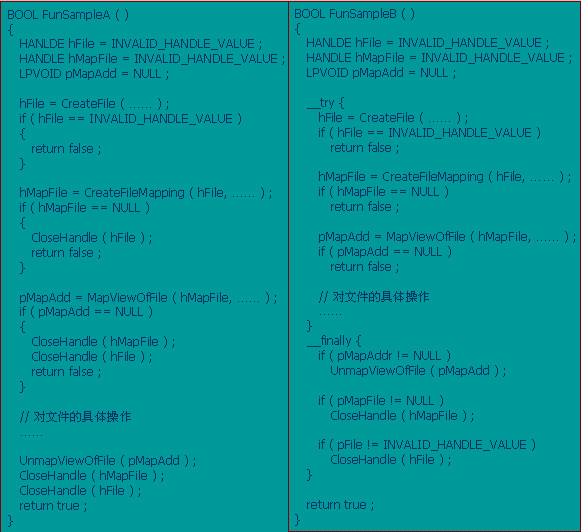 BOOL FunSampleA ( )
{
HANLDE hFile = INVALID_HANDLE_VALUE ;
HANDLE hMapFile = INVALID_HANDLE_VALUE ;
LPVOID pMapAdd = NULL ;
hFile = CreateFile ( ...... ) ;
if ( hFile == INVALID_HANDLE_VALUE )
{
return false ;
}
hMapFile = CreateFileMapping ( hFile, ...... ) ;
if ( hMapFile == NULL )
{
CloseHandle ( hFile ) ;
return false ;
}
pMapAdd = MapViewOfFile ( hMapFile, ...... ) ;
if ( pMapAdd == NULL )
{
CloseHandle ( hMapFile ) ;
CloseHandle ( hFile ) ;
return false ;
}
// 对文件的具体操作
......
UnmapViewOfFile ( pMapAdd ) ;
CloseHandle ( hMapFile ) ;
CloseHandle ( hFile ) ;
return true ;
}
BOOL FunSampleB ( )
{
HANLDE hFile = INVALID_HANDLE_VALUE ;
HANDLE hMapFile = INVALID_HANDLE_VALUE ;
LPVOID pMapAdd = NULL ;
__try {
hFile = CreateFile ( ...... ) ;
if ( hFile == INVALID_HANDLE_VALUE )
return false ;
hMapFile = CreateFileMapping ( hFile, ...... ) ;
if ( hMapFile == NULL )
return false ;
pMapAdd = MapViewOfFile ( hMapFile, ...... ) ;
if ( pMapAdd == NULL )
return false ;
// 对文件的具体操作
......
}
__finally {
if ( pMapAddr != NULL )
UnmapViewOfFile ( pMapAdd ) ;
if ( pMapFile != NULL )
CloseHandle ( hMapFile ) ;
if ( pFile != INVALID_HANDLE_VALUE )
CloseHandle ( hFile ) ;
}
return true ;
}